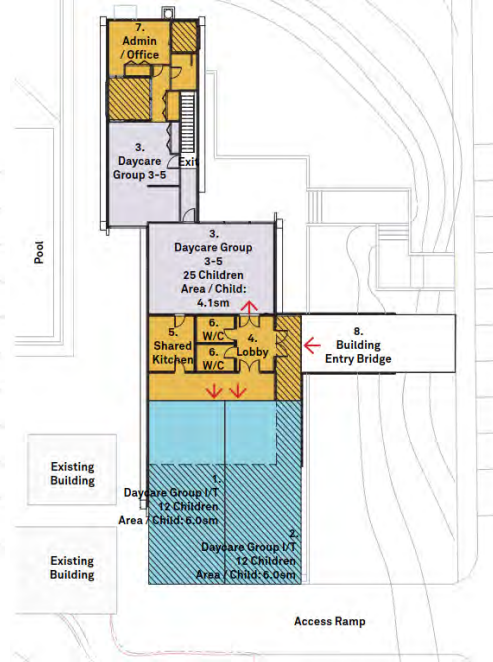 7.
Admin
/ Office
3.
Daycare
Group 3-5
Exit
Pool
3.
Daycare Group
3-5
25 Children
Area / Child:
4.1sm
5.
Shared
Kitchen
6.
W/C
6.
W/C
4.
Lobby
8.
Building
Entry Bridge
Existing
Building
1.
Daycare Group I/T
12 Children
Area / Child: 6.0sm
2.
Daycare Group I/T
12 Children
Area / Child: 6.0sm
Existing
Building
Access Ramp